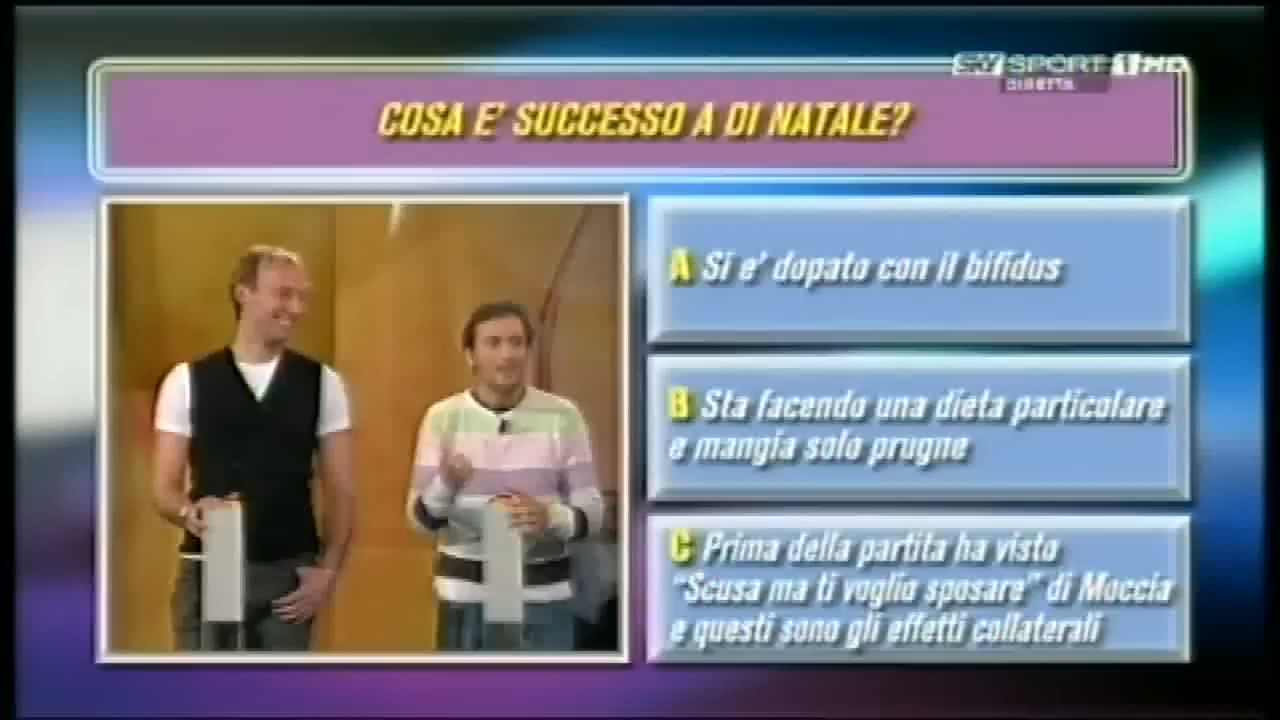 SKY SPORT 1 HD
DIRETTA
COSA E' SUCCESSO A DI NATALE?
A Si e' dopato con il bifidus
B Sta facendo una dieta particolare
e mangia solo prugne
C Prima della partita ha visto
"Scusa ma ti voglio sposare" di Moccia
e questi sono gli effetti collaterali